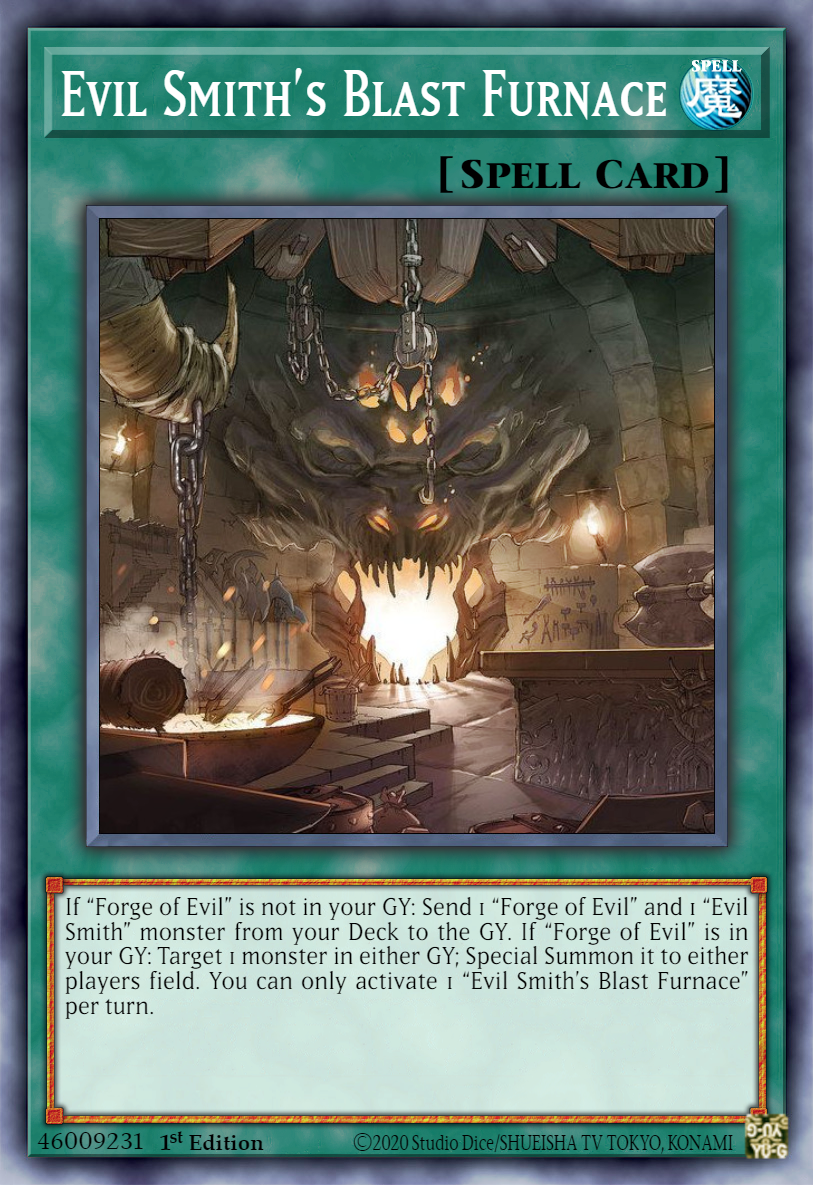 Evil Smith's Blast Furnace
SPELL
魔
[Spell Card]
If “Forge of Evil” is not in your GY: Send 1 “Forge of Evil” and 1 “Evil
Smith” monster from your Deck to the GY. If “Forge of Evil” is in
your GY: Target 1 monster in either GY; Special Summon it to either
players field. You can only activate 1 “Evil Smith's Blast Furnace”
per turn.
46009231 1st Edition ©2020 Studio Dice/SHUEISHA TV TOKYO, KONAMI